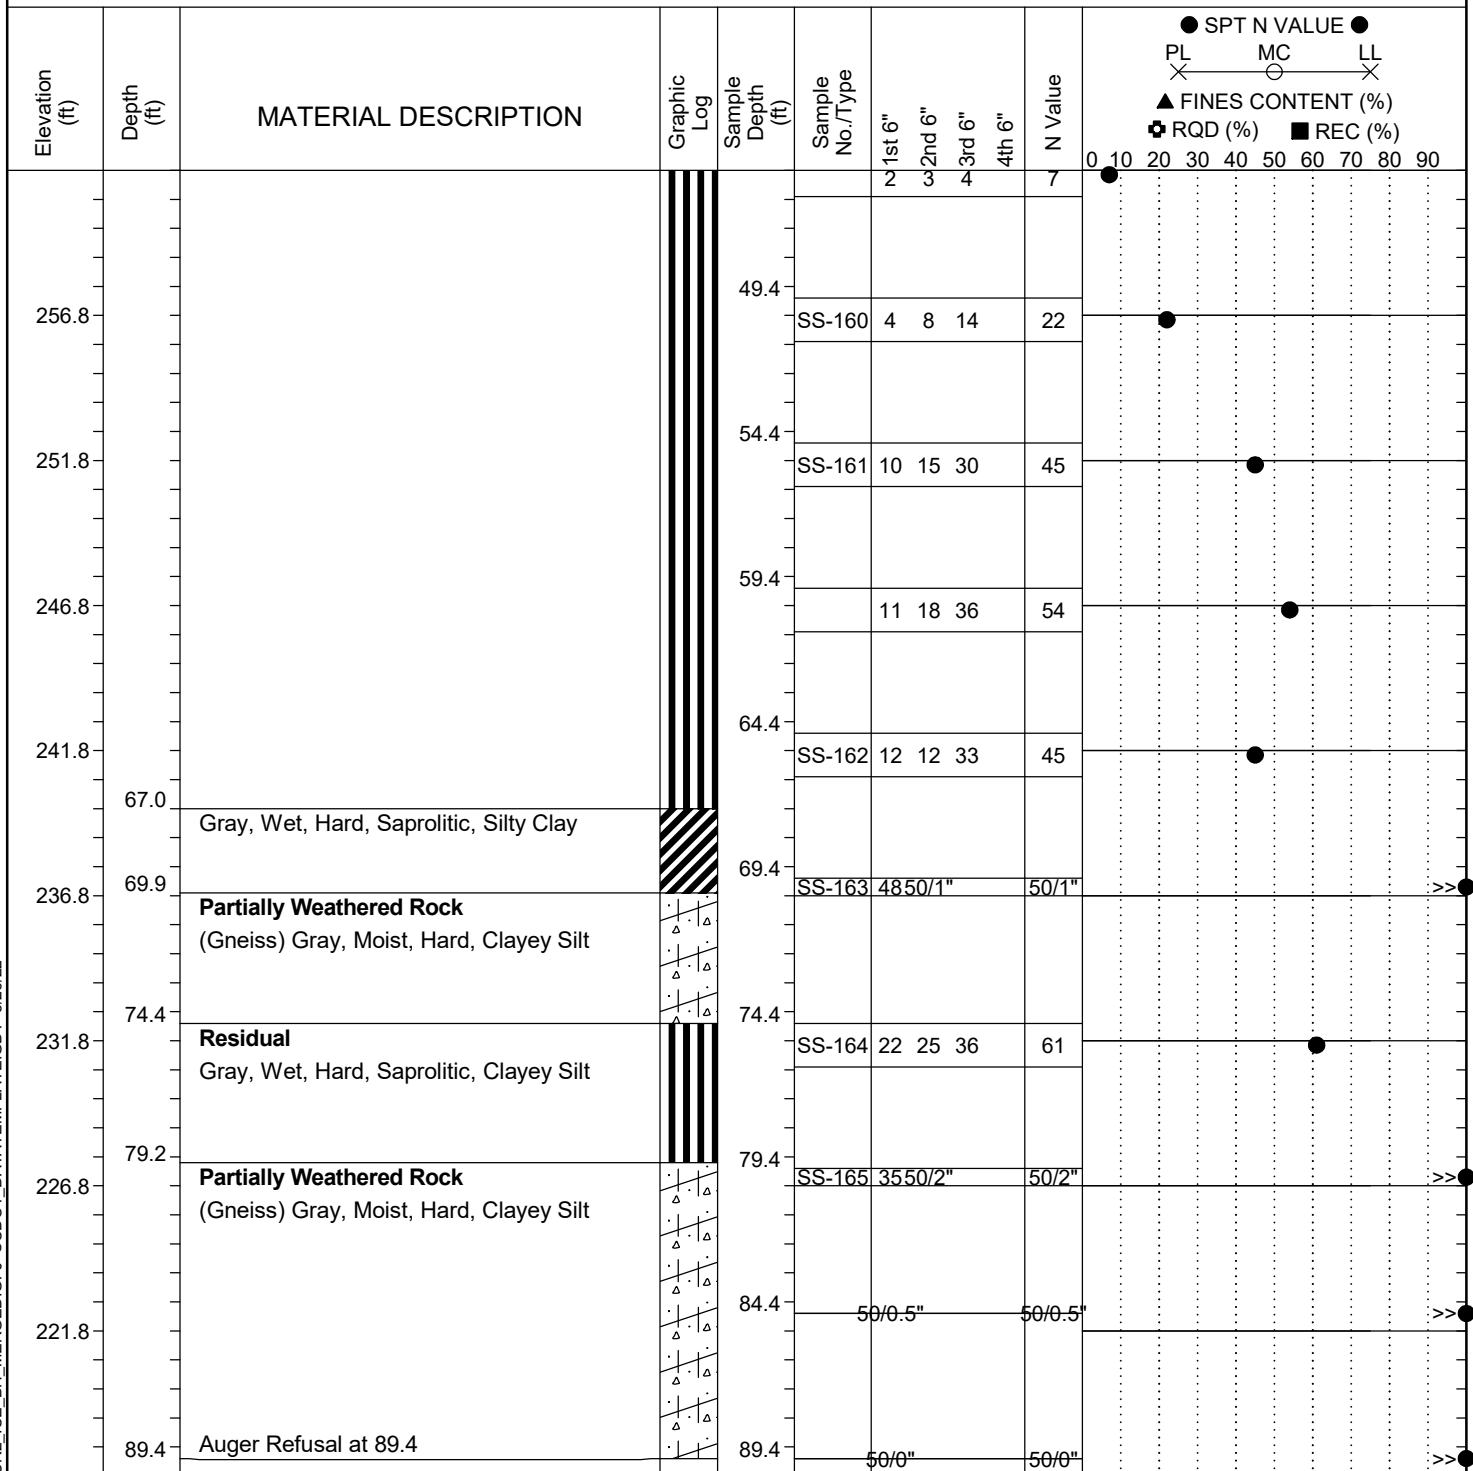 ● SPT N VALUE ●
PL MC LL
▲ FINES CONTENT (%)
RQD (%) ■ REC (%)
Elevation (ft)
Depth (ft)
MATERIAL DESCRIPTION
Graphic Log
Sample Depth (ft)
Sample No./Type
1st 6"
2nd 6"
3rd 6"
4th 6"
N Value
0 10 20 30 40 50 60 70 80 90
2 3 4 7
49.4
256.8 SS-160 4 8 14 22
54.4
251.8 SS-161 10 15 30 45
59.4
246.8 11 18 36 54
64.4
241.8 SS-162 12 12 33 45
67.0
Gray, Wet, Hard, Saprolitic, Silty Clay
69.4
69.9
236.8 SS-163 48 50/1" 50/1" >>
Partially Weathered Rock
(Gneiss) Gray, Moist, Hard, Clayey Silt
74.4 74.4
Residual
231.8 SS-164 22 25 36 61
Gray, Wet, Hard, Saprolitic, Clayey Silt
79.2 79.4
Partially Weathered Rock
226.8 SS-165 35 50/2" 50/2" >>
(Gneiss) Gray, Moist, Hard, Clayey Silt
84.4
50/0.5" 50/0.5" >>
221.8
89.4 Auger Refusal at 89.4 89.4
50/0" 50/0" >>